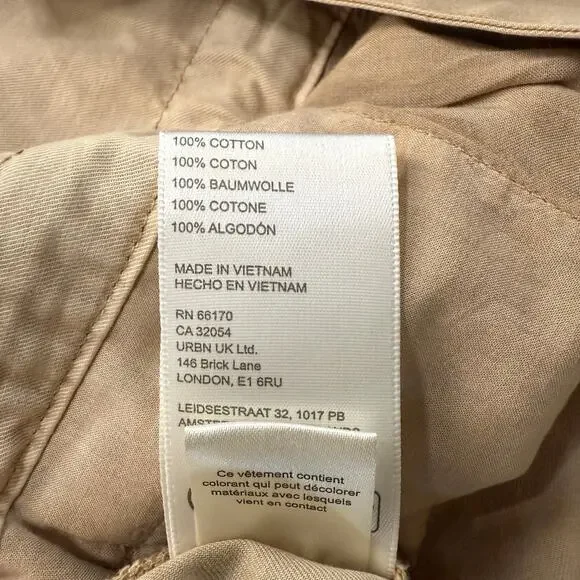 100% COTTON
100% COTON
100% BAUMWOLLE
100% COTONE
100% ALGODÓN
MADE IN VIETNAM
HECHO EN VIETNAM
RN 66170
CA 32054
URBN UK Ltd.
146 Brick Lane
LONDON, E1 6RU
LEIDSESTRAAT 32, 1017 PB
Ce vêtement contient
colorant qui peut décolorer
matériaux avec lesquels
vient en contact